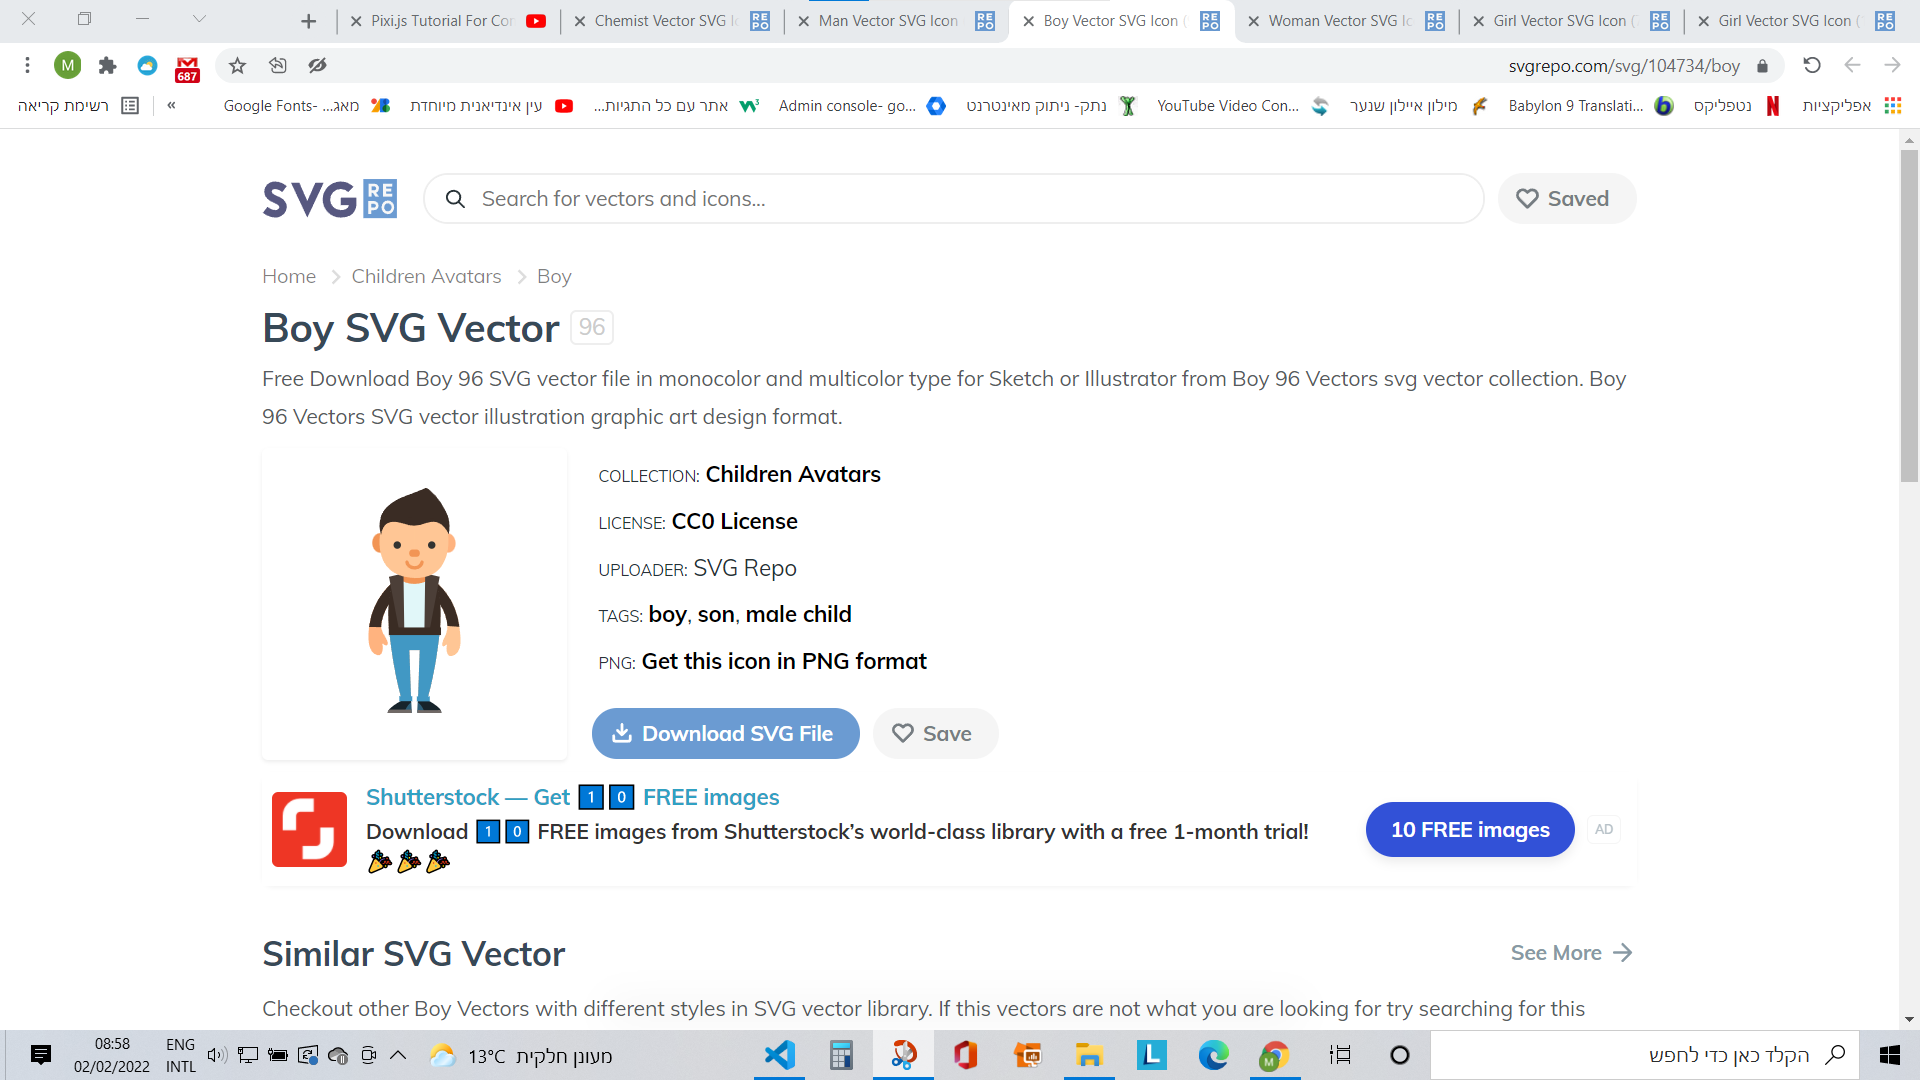 Pixi.js Tutorial For Co
Chemist Vector SVG I
Man Vector SVG Icon
Boy Vector SVG Icon (
Woman Vector SVG Ic
Girl Vector SVG Icon (
Girl Vector SVG Icon (
M
687
svgrepo.com/svg/104734/boy
אפליקציות
נטפליקס
Babylon 9 Translati...
מילון איילון שנער
YouTube Video Con...
נתק- ניתוק מאינטרנט
Admin console- go...
אתר עם כל התגיות...
עין אינדיאנית מיוחדת
Google Fonts- מאג...
»
רשימת קריאה
SVG REPO
Search for vectors and icons...
Saved
Home > Children Avatars > Boy
Boy SVG Vector 96
Free Download Boy 96 SVG vector file in monocolor and multicolor type for Sketch or Illustrator from Boy 96 Vectors svg vector collection. Boy
96 Vectors SVG vector illustration graphic art design format.
COLLECTION: Children Avatars
LICENSE: CC0 License
UPLOADER: SVG Repo
TAGS: boy, son, male child
PNG: Get this icon in PNG format
Download SVG File
Save
Shutterstock — Get 1 0 FREE images
Download 1 0 FREE images from Shutterstock’s world-class library with a free 1-month trial!
10 FREE images
AD
Similar SVG Vector
See More →
Checkout other Boy Vectors with different styles in SVG vector library. If this vectors are not what you are looking for try searching for this
08:58
02/02/2022
ENG
INTL
13°C מעונן חלקית
L
M
הקלד כאן כדי לחפש